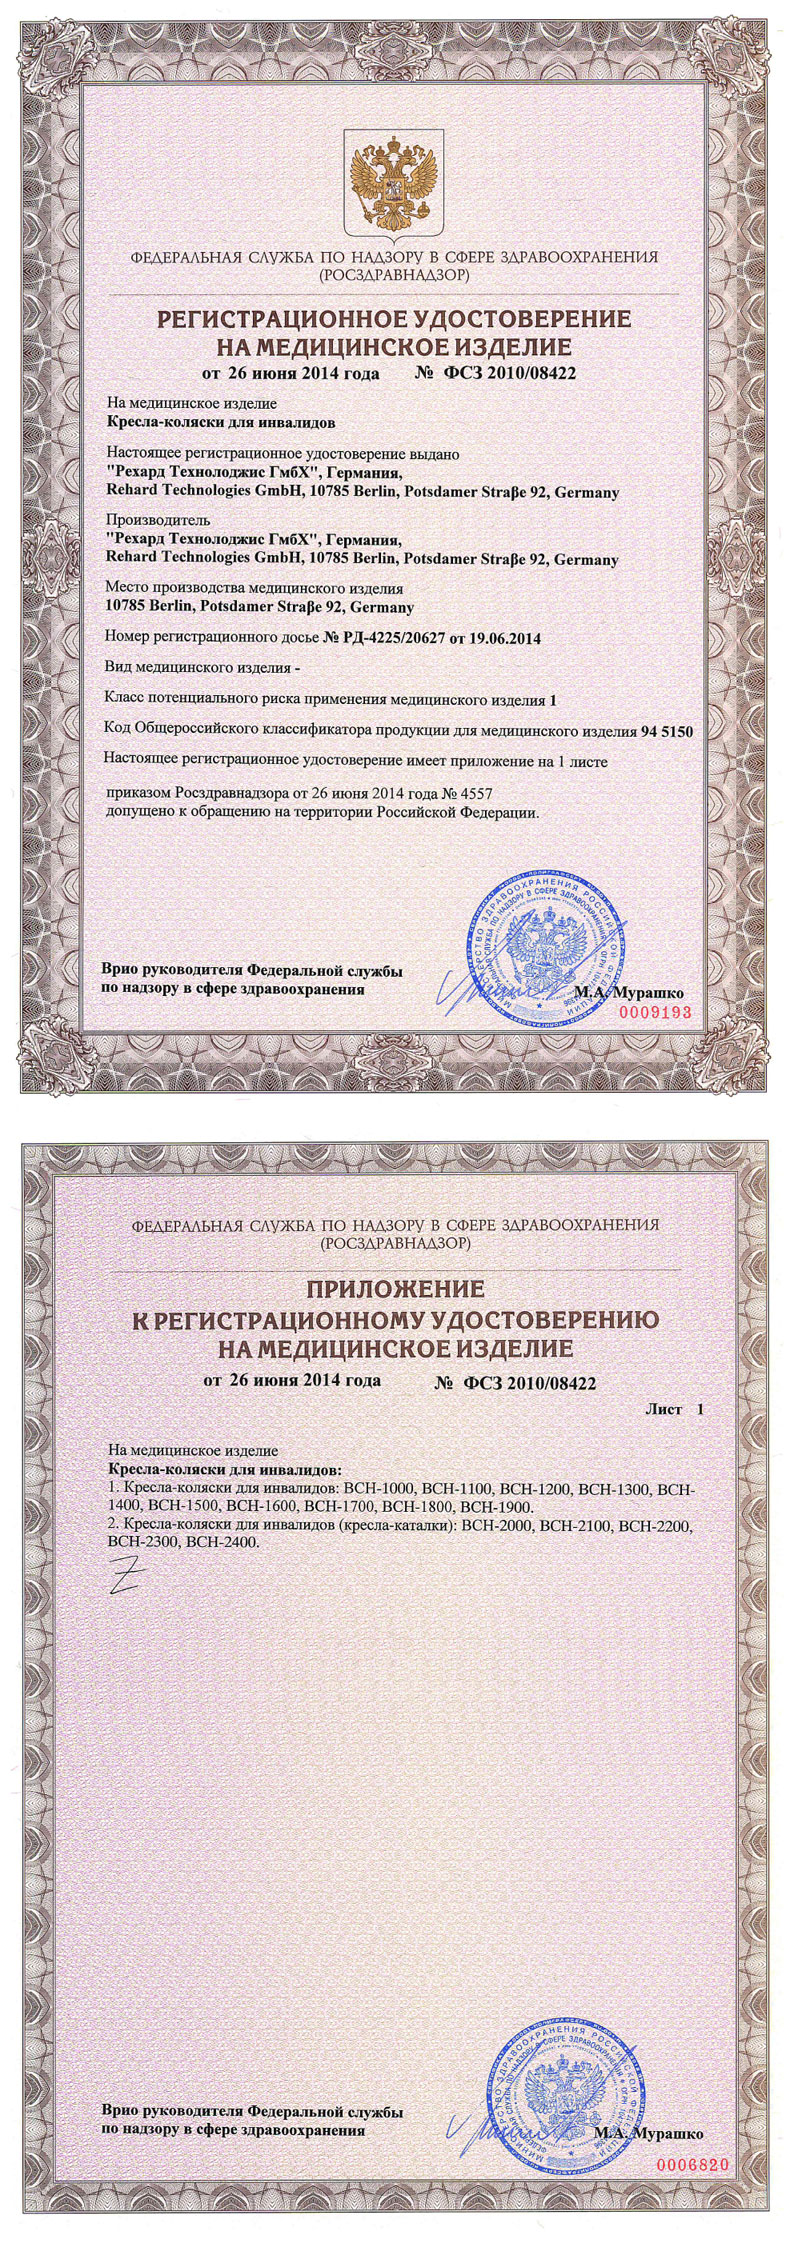 ФЕДЕРАЛЬНАЯ СЛУЖБА ПО НАДЗОРУ В СФЕРЕ ЗДРАВООХРАНЕНИЯ
(РОСЗДРАВНАДЗОР)
РЕГИСТРАЦИОННОЕ УДОСТОВЕРЕНИЕ
НА МЕДИЦИНСКОЕ ИЗДЕЛИЕ
от 26 июня 2014 года № ФСЗ 2010/08422
На медицинское изделие
Кресла-коляски для инвалидов
Настоящее регистрационное удостоверение выдано
"Рехард Технолоджис ГмбХ", Германия,
Rehard Technologies GmbH, 10785 Berlin, Potsdamer Straβe 92, Germany
Производитель
"Рехард Технолоджис ГмбХ", Германия,
Rehard Technologies GmbH, 10785 Berlin, Potsdamer Straβe 92, Germany
Место производства медицинского изделия
10785 Berlin, Potsdamer Straβe 92, Germany
Номер регистрационного досье № РД-4225/20627 от 19.06.2014
Вид медицинского изделия -
Класс потенциального риска применения медицинского изделия 1
Код Общероссийского классификатора продукции для медицинского изделия 94 5150
Настоящее регистрационное удостоверение имеет приложение на 1 листе
приказом Росздравнадзора от 26 июня 2014 года № 4557
допущено к обращению на территории Российской Федерации.
Врио руководителя Федеральной службы
по надзору в сфере здравоохранения
М.А. Мурашко
0009193
ФЕДЕРАЛЬНАЯ СЛУЖБА ПО НАДЗОРУ В СФЕРЕ ЗДРАВООХРАНЕНИЯ
(РОСЗДРАВНАДЗОР)
ПРИЛОЖЕНИЕ
К РЕГИСТРАЦИОННОМУ УДОСТОВЕРЕНИЮ
НА МЕДИЦИНСКОЕ ИЗДЕЛИЕ
от 26 июня 2014 года № ФСЗ 2010/08422
Лист 1
На медицинское изделие
Кресла-коляски для инвалидов:
1. Кресла-коляски для инвалидов: ВСН-1000, ВСН-1100, ВСН-1200, ВСН-1300, ВСН-
1400, ВСН-1500, ВСН-1600, ВСН-1700, ВСН-1800, ВСН-1900.
2. Кресла-коляски для инвалидов (кресла-каталки): ВСН-2000, ВСН-2100, ВСН-2200,
ВСН-2300, ВСН-2400.
Врио руководителя Федеральной службы
по надзору в сфере здравоохранения
М.А. Мурашко
0006820